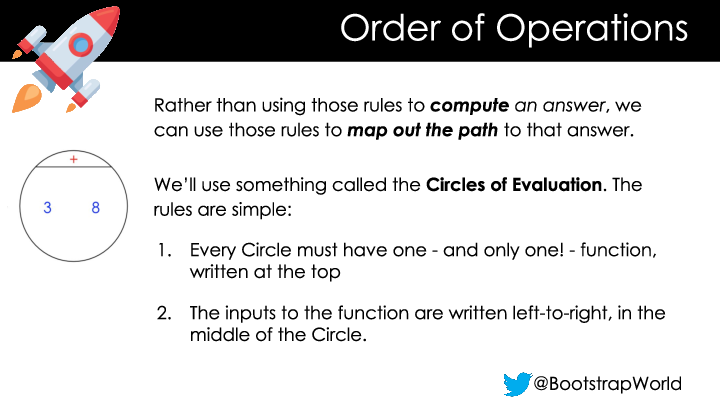 Order of Operations
Rather than using those rules to compute an answer, we
can use those rules to map out the path to that answer.
+
3 8
We’ll use something called the Circles of Evaluation. The
rules are simple:
1. Every Circle must have one - and only one! - function,
written at the top
2. The inputs to the function are written left-to-right, in the
middle of the Circle.
@BootstrapWorld